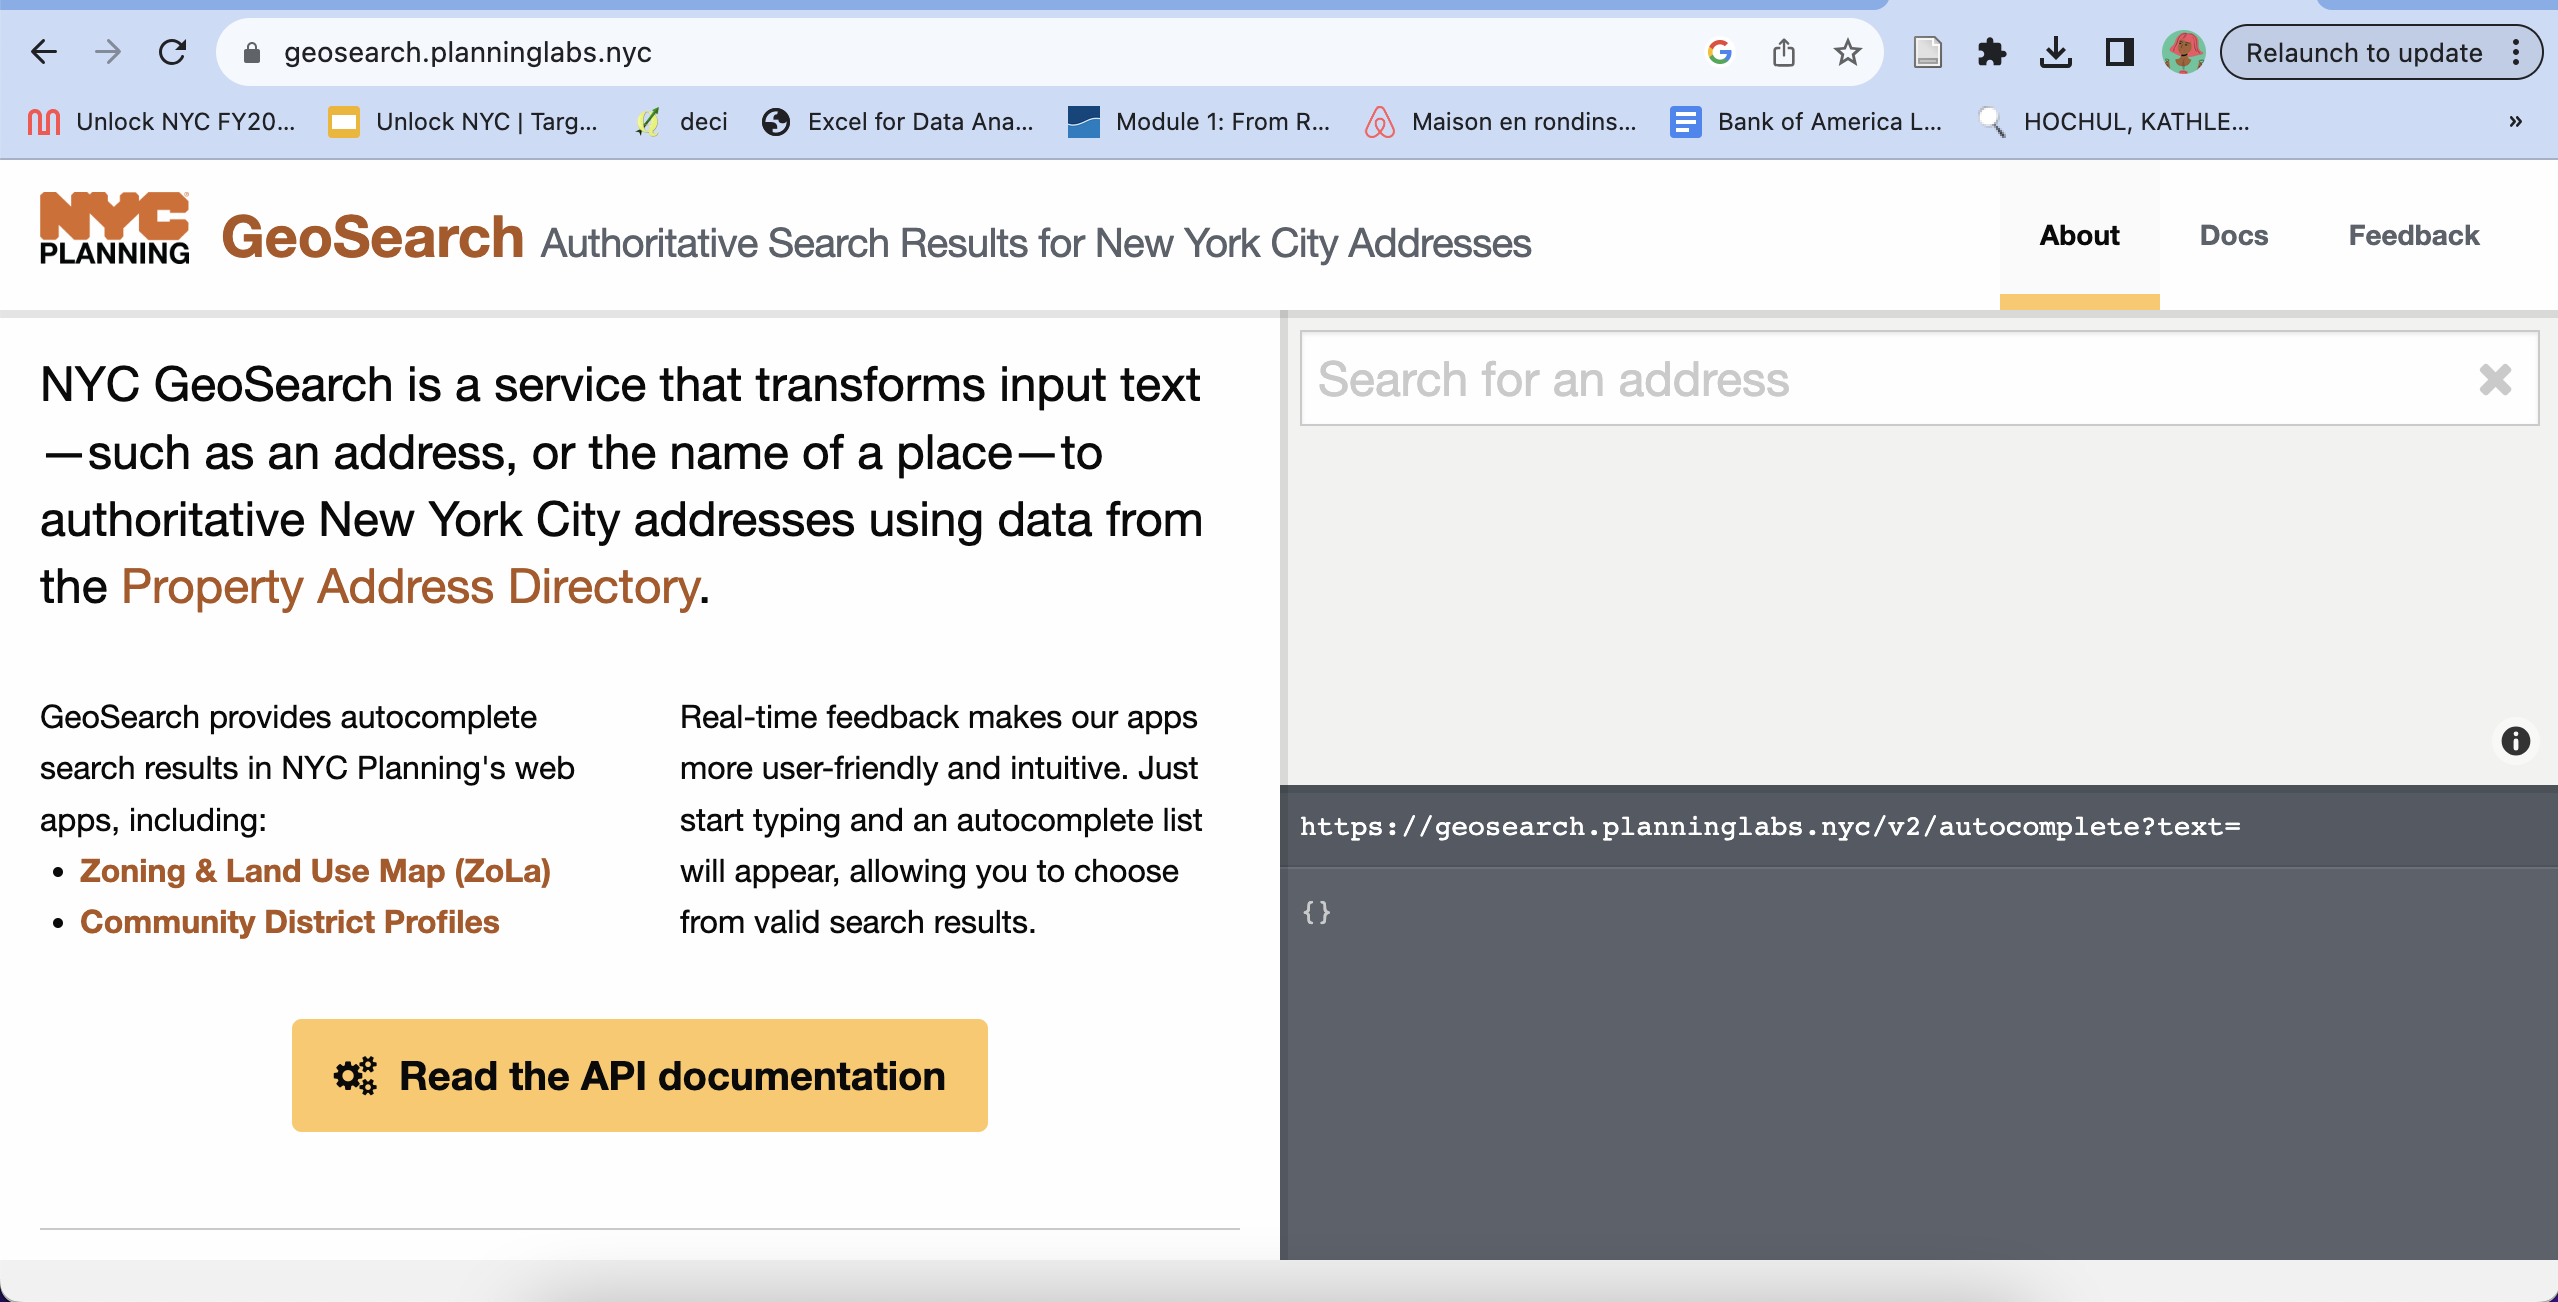 geosearch.planninglabs.nyc
Relaunch to update
Unlock NYC FY20...
Unlock NYC | Targ...
deci
Excel for Data Ana...
Module 1: From R...
Maison en rondins...
Bank of America L...
HOCHUL, KATHLE...
»
NYC
PLANNING
GeoSearch Authoritative Search Results for New York City Addresses
About
Docs
Feedback
NYC GeoSearch is a service that transforms input text
—such as an address, or the name of a place—to
authoritative New York City addresses using data from
the Property Address Directory.
GeoSearch provides autocomplete
search results in NYC Planning's web
apps, including:
• Zoning & Land Use Map (ZoLa)
• Community District Profiles
Real-time feedback makes our apps
more user-friendly and intuitive. Just
start typing and an autocomplete list
will appear, allowing you to choose
from valid search results.
Read the API documentation
Search for an address
https://geosearch.planninglabs.nyc/v2/autocomplete?text=
{}